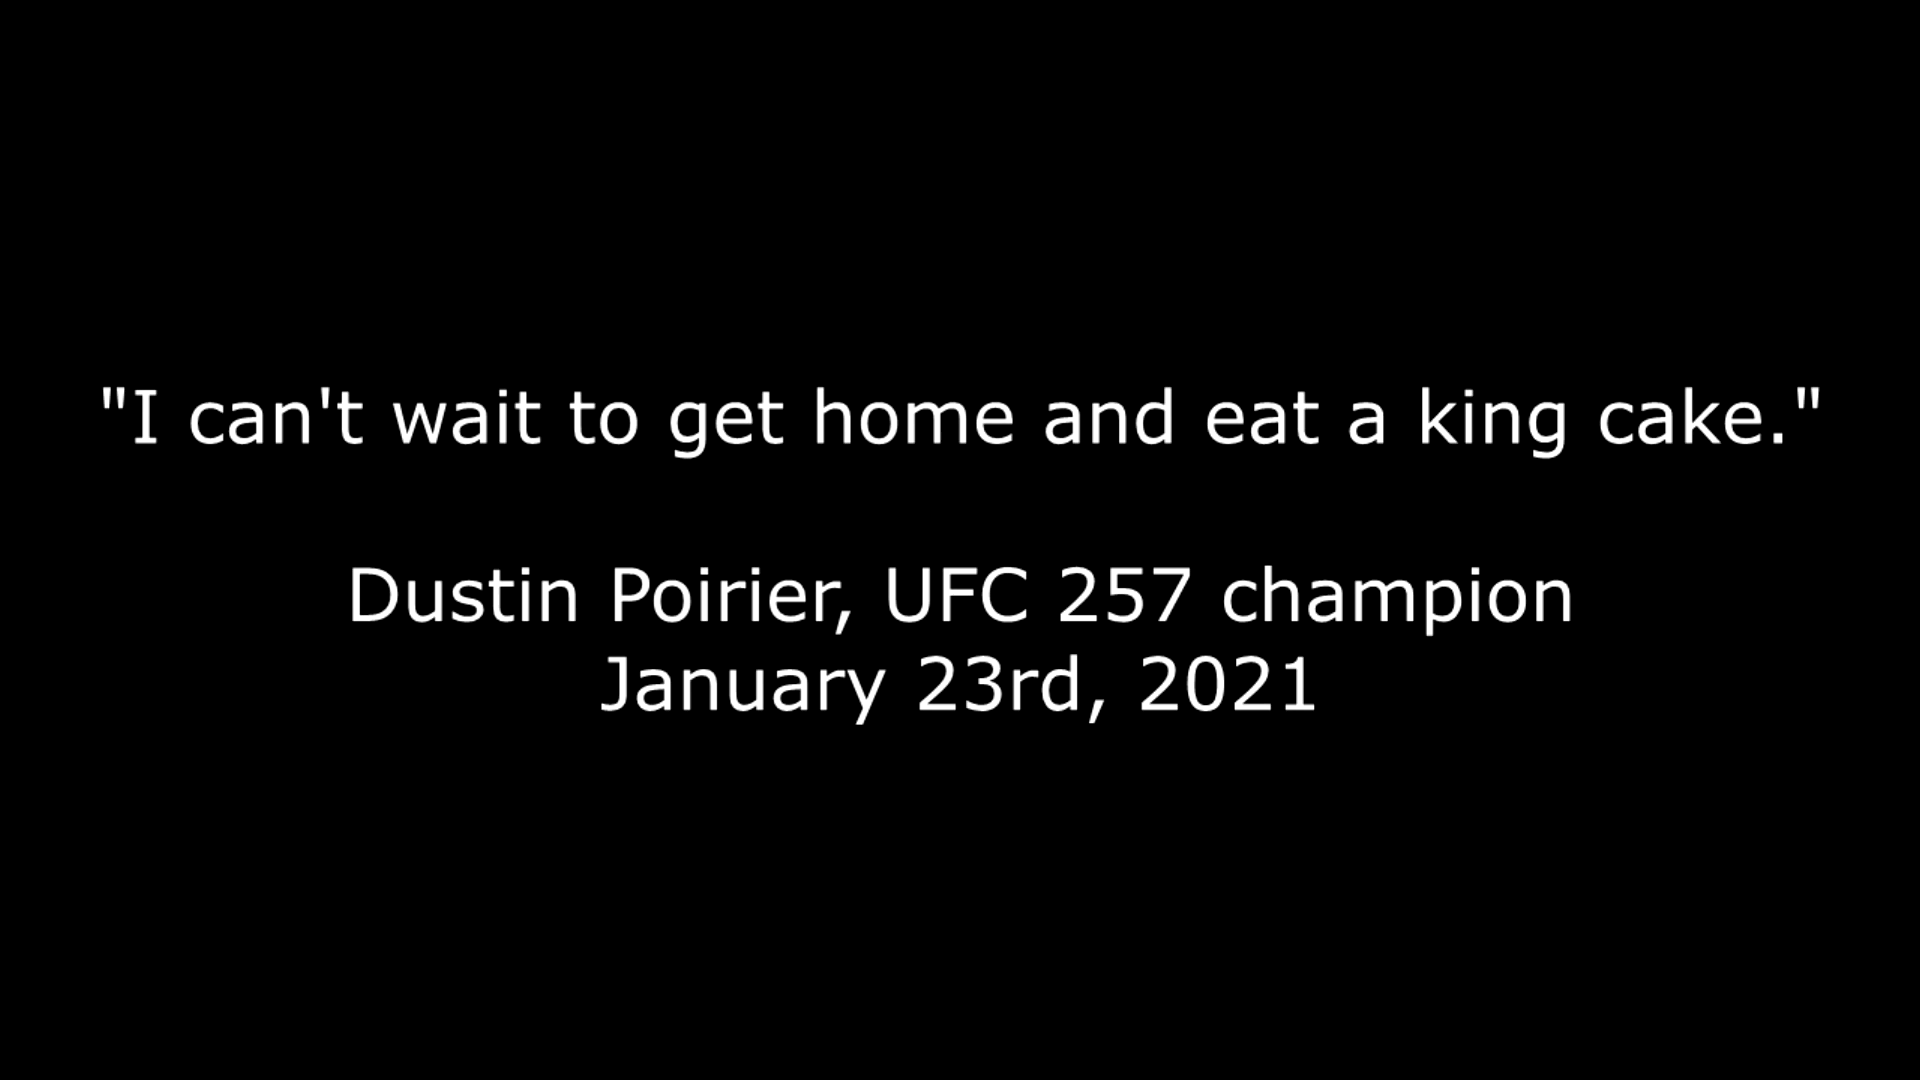 "I can't wait to get home and eat a king cake."
Dustin Poirier, UFC 257 champion
January 23rd, 2021